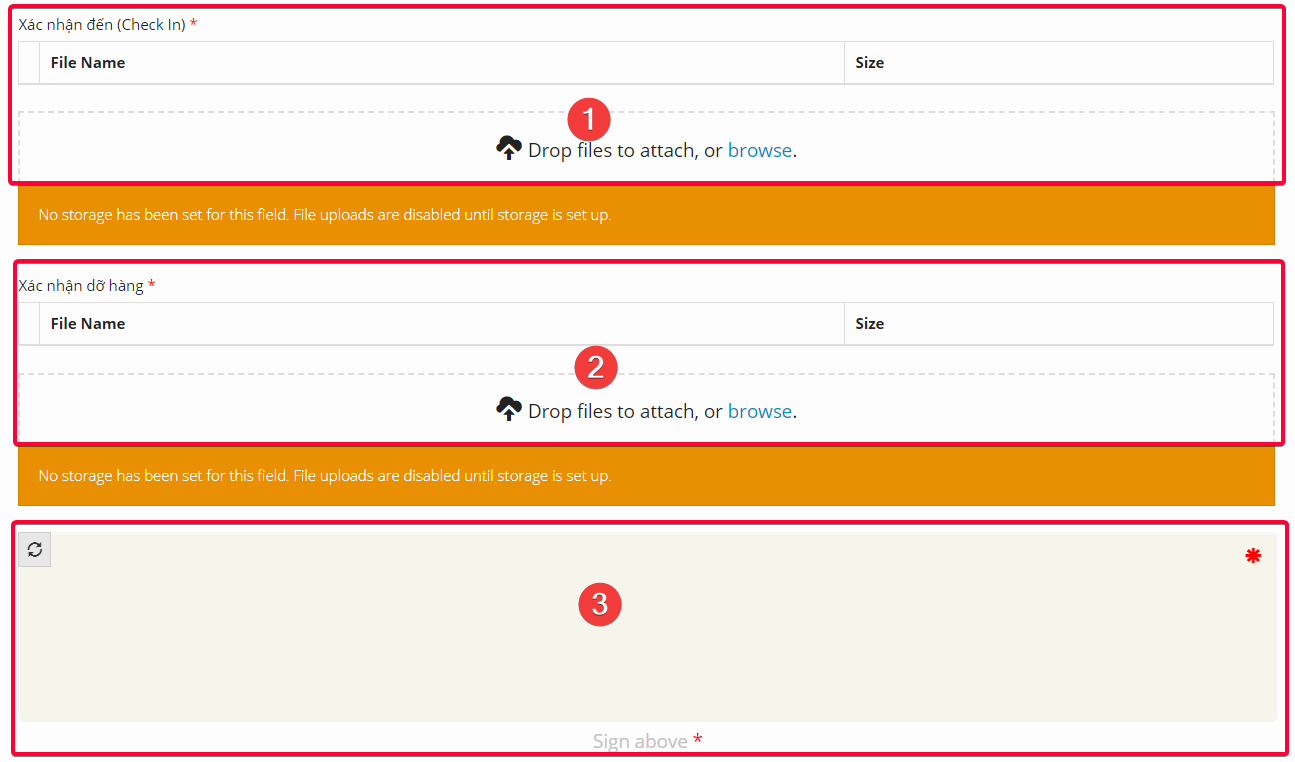 Xác nhận đến (Check In) *
File Name Size
1
Drop files to attach, or browse.
No storage has been set for this field. File uploads are disabled until storage is set up.
Xác nhận dỡ hàng *
File Name Size
2
Drop files to attach, or browse.
No storage has been set for this field. File uploads are disabled until storage is set up.
*
3
Sign above *